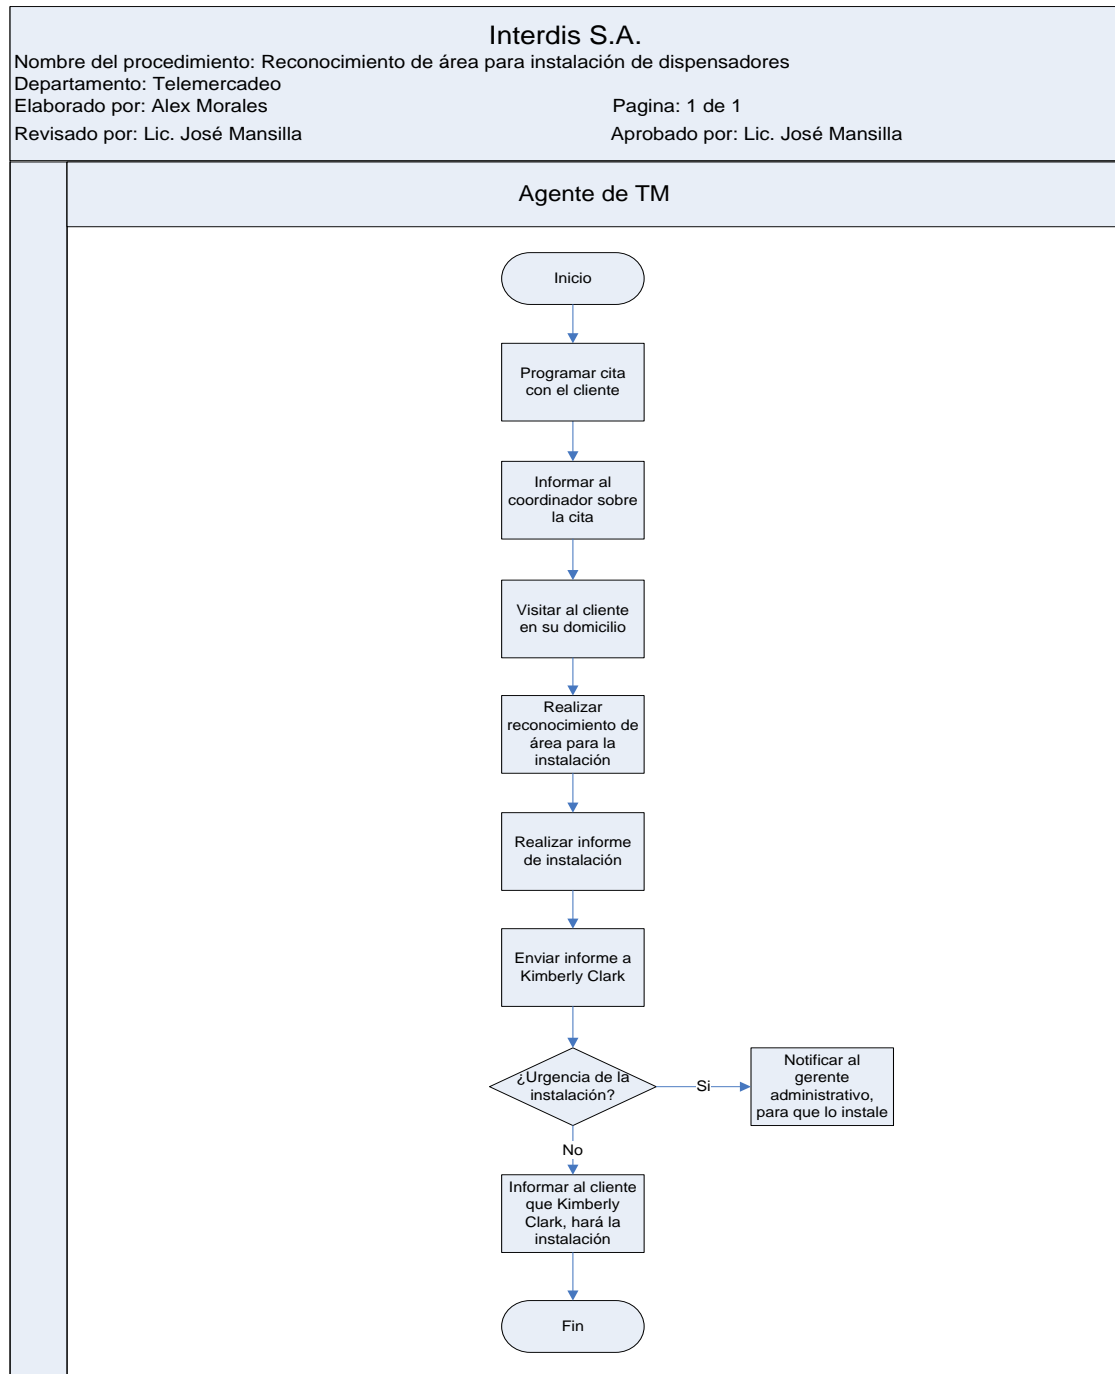 Interdis S.A.
Nombre del procedimiento: Reconocimiento de área para instalación de dispensadores
Departamento: Telemercadeo
Elaborado por: Alex Morales Pagina: 1 de 1
Revisado por: Lic. José Mansilla Aprobado por: Lic. José Mansilla
Agente de TM
Inicio
Programar cita
con el cliente
Informar al
coordinador sobre
la cita
Visitar al cliente
en su domicilio
Realizar
reconocimiento de
área para la
instalación
Realizar informe
de instalación
Enviar informe a
Kimberly Clark
¿Urgencia de la
instalación?
Si
Notificar al
gerente
administrativo,
para que lo instale
No
Informar al cliente
que Kimberly
Clark, hará la
instalación
Fin